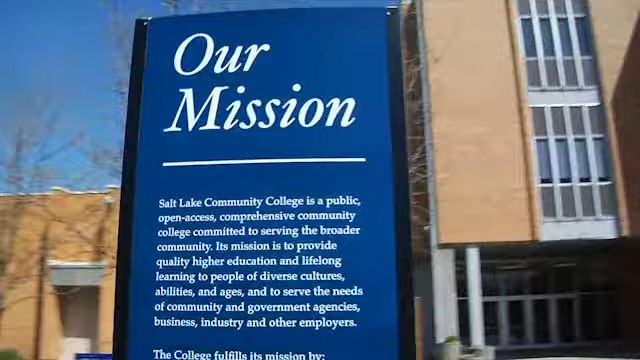 Our
Mission
Salt Lake Community College is a public,
open-access, comprehensive community
college committed to serving the broader
community. Its mission is to provide
quality higher education and lifelong
learning to people of diverse cultures,
abilities, and ages, and to serve the needs
of community and government agencies,
business, industry and other employers.
The College fulfills its mission by: